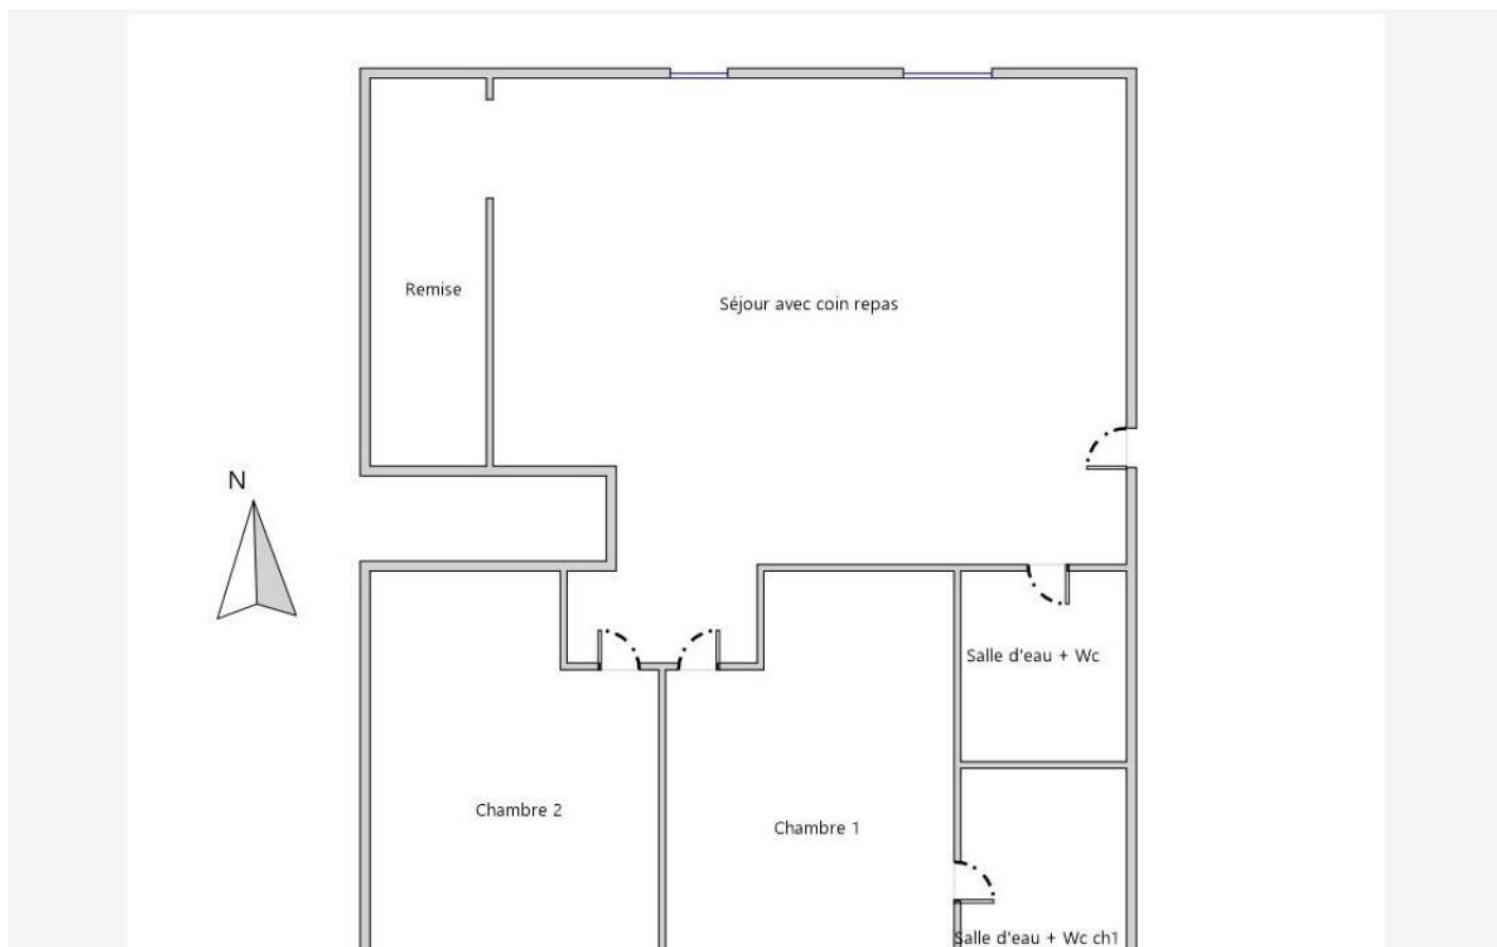 Remise
Séjour avec coin repas
N
Salle d'eau + Wc
Chambre 2
Chambre 1
Salle d'eau + Wc ch1